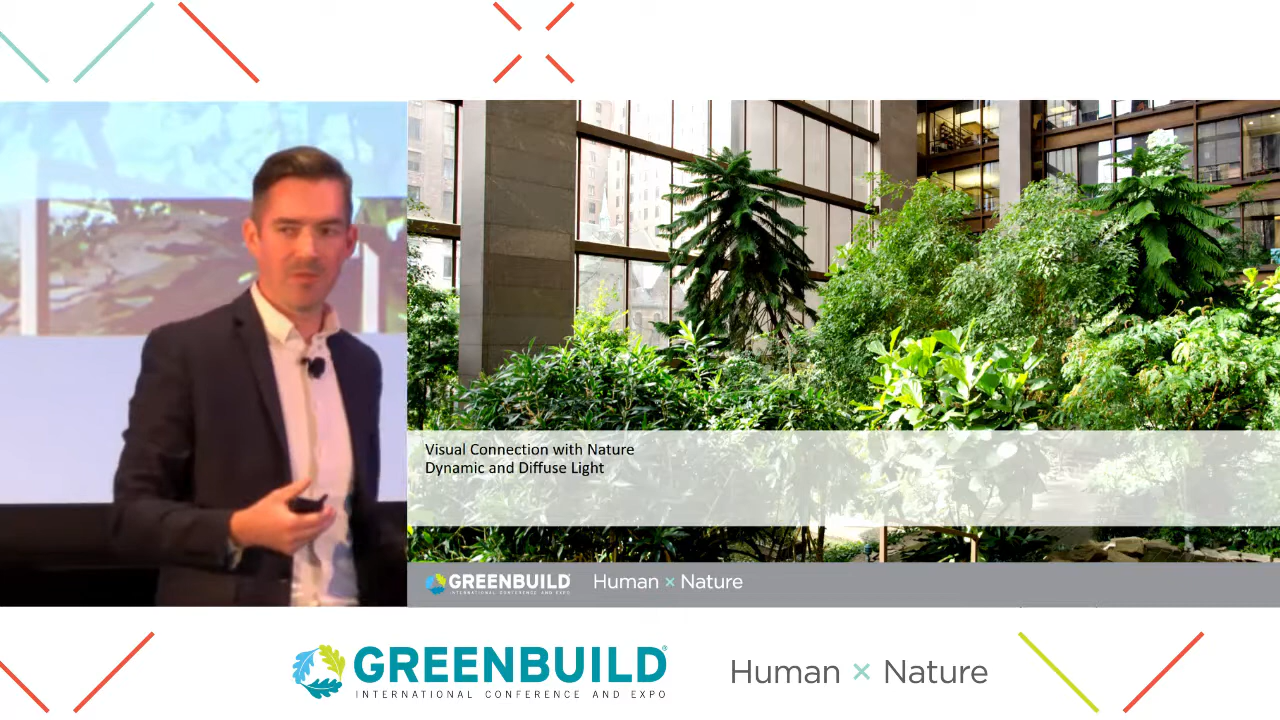 Visual Connection with Nature
Dynamic and Diffuse Light
GREENBUILD
INTERNATIONAL CONFERENCE AND EXPO
Human × Nature
GREENBUILD®
INTERNATIONAL CONFERENCE AND EXPO
Human × Nature